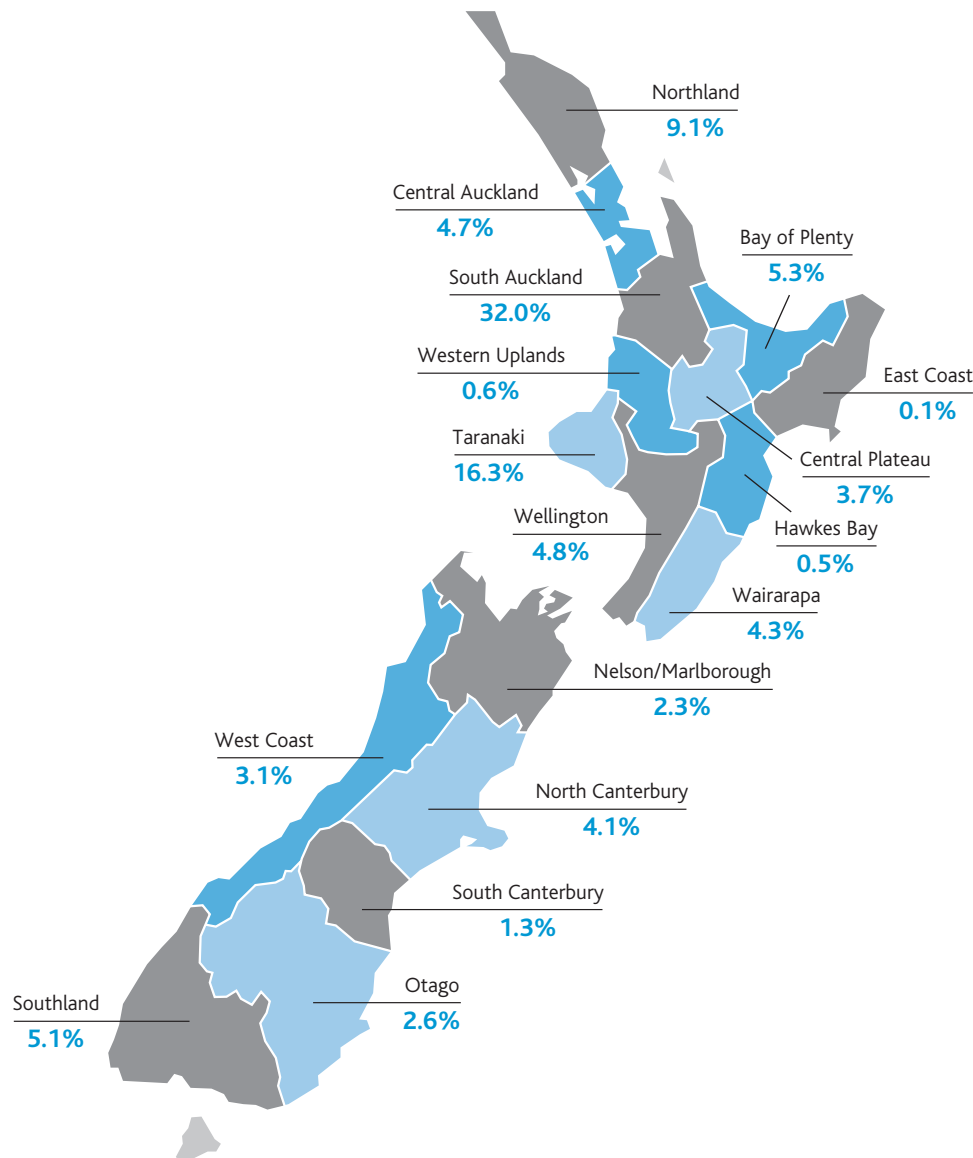 Northland
9.1%
Central Auckland
4.7%
Bay of Plenty
5.3%
South Auckland
32.0%
Western Uplands
0.6%
East Coast
0.1%
Taranaki
16.3%
Central Plateau
3.7%
Wellington
4.8%
Hawkes Bay
0.5%
Wairarapa
4.3%
Nelson/Marlborough
2.3%
West Coast
3.1%
North Canterbury
4.1%
South Canterbury
1.3%
Otago
2.6%
Southland
5.1%